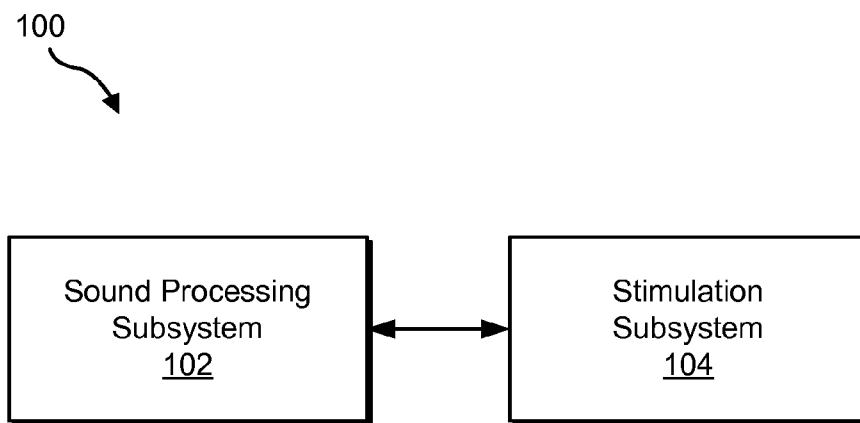 100
Sound Processing
Subsystem
102
Stimulation
Subsystem
104